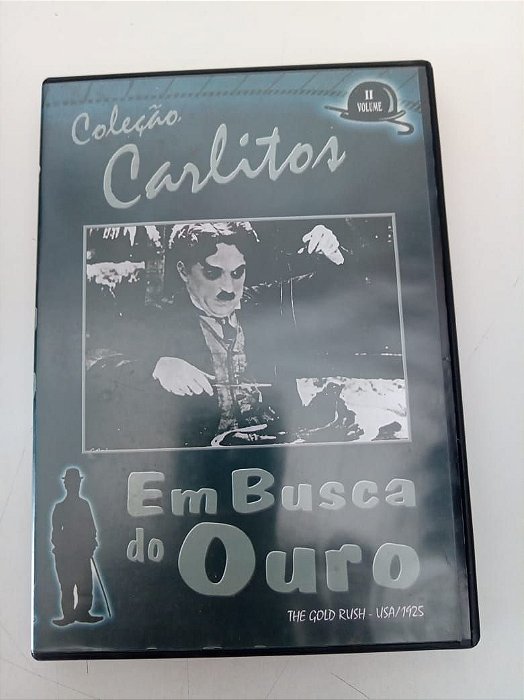 Coleção
Carlitos
II
VOLUME
Em Busca
do Ouro
THE GOLD RUSH - USA/1925